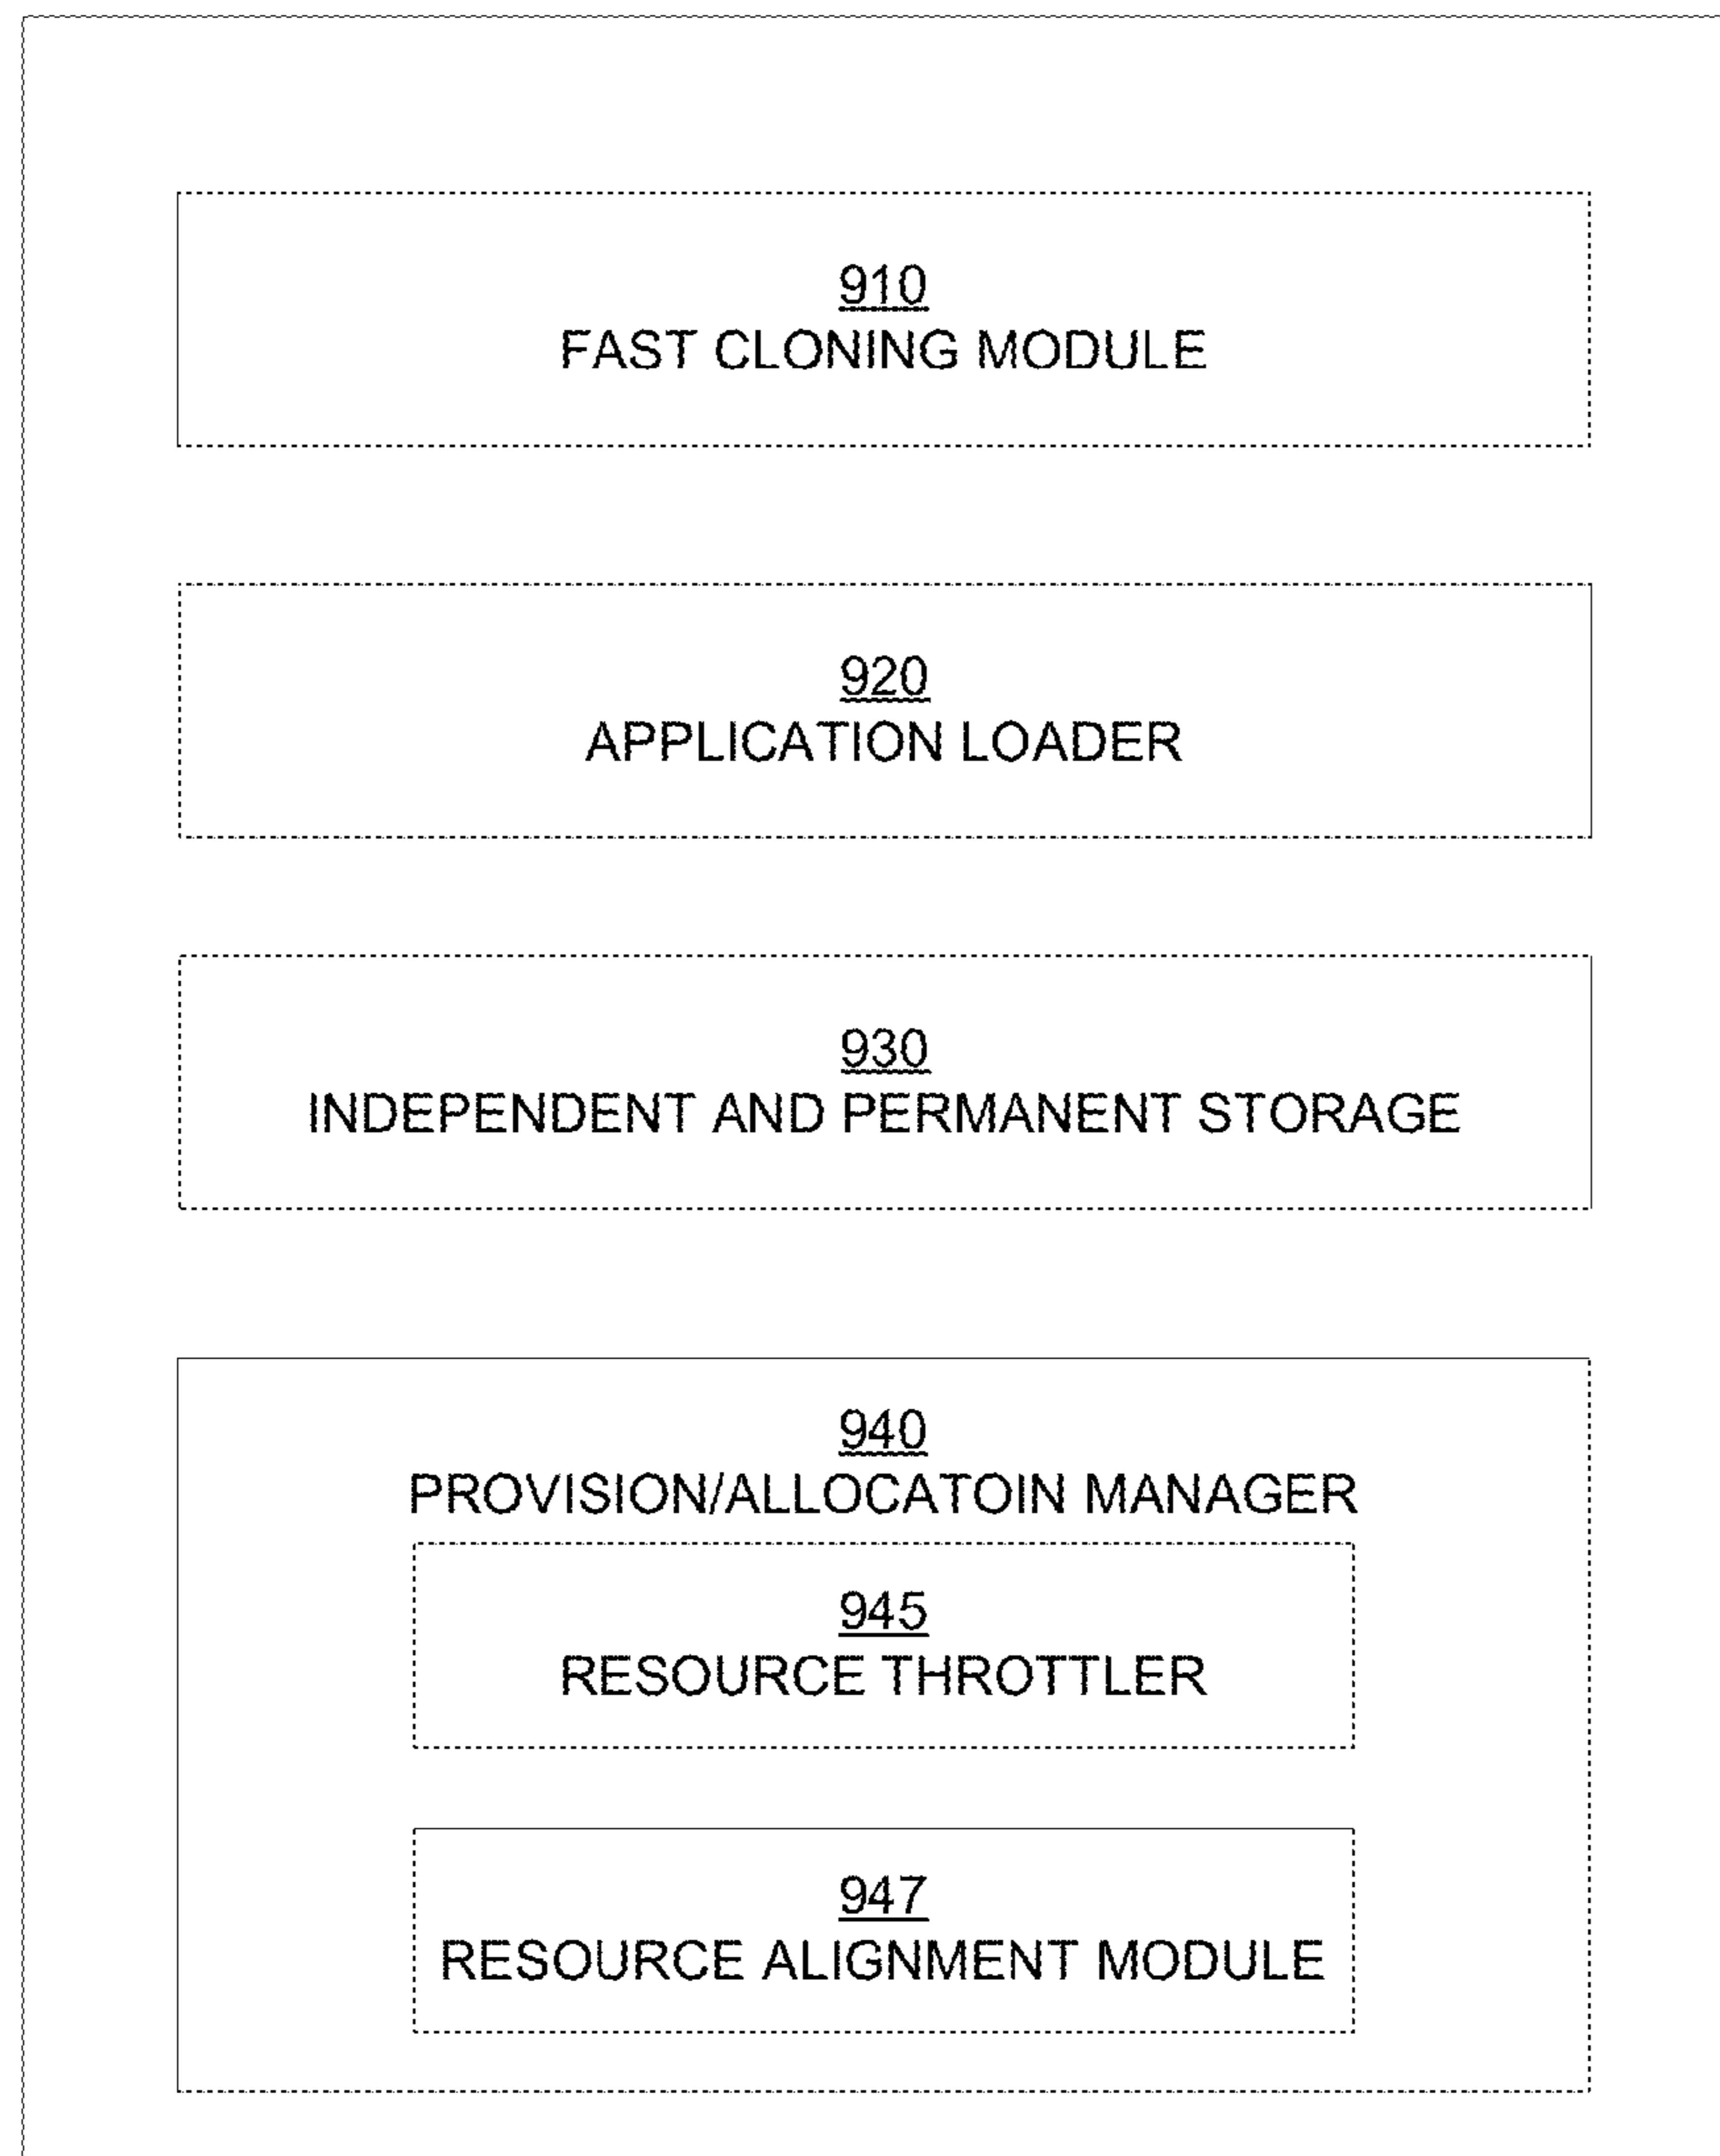 910
FAST CLONING MODULE
920
APPLICATION LOADER
930
INDEPENDENT AND PERMANENT STORAGE
940
PROVISION/ALLOCATOIN MANAGER
945
RESOURCE THROTTLER
947
RESOURCE ALIGNMENT MODULE